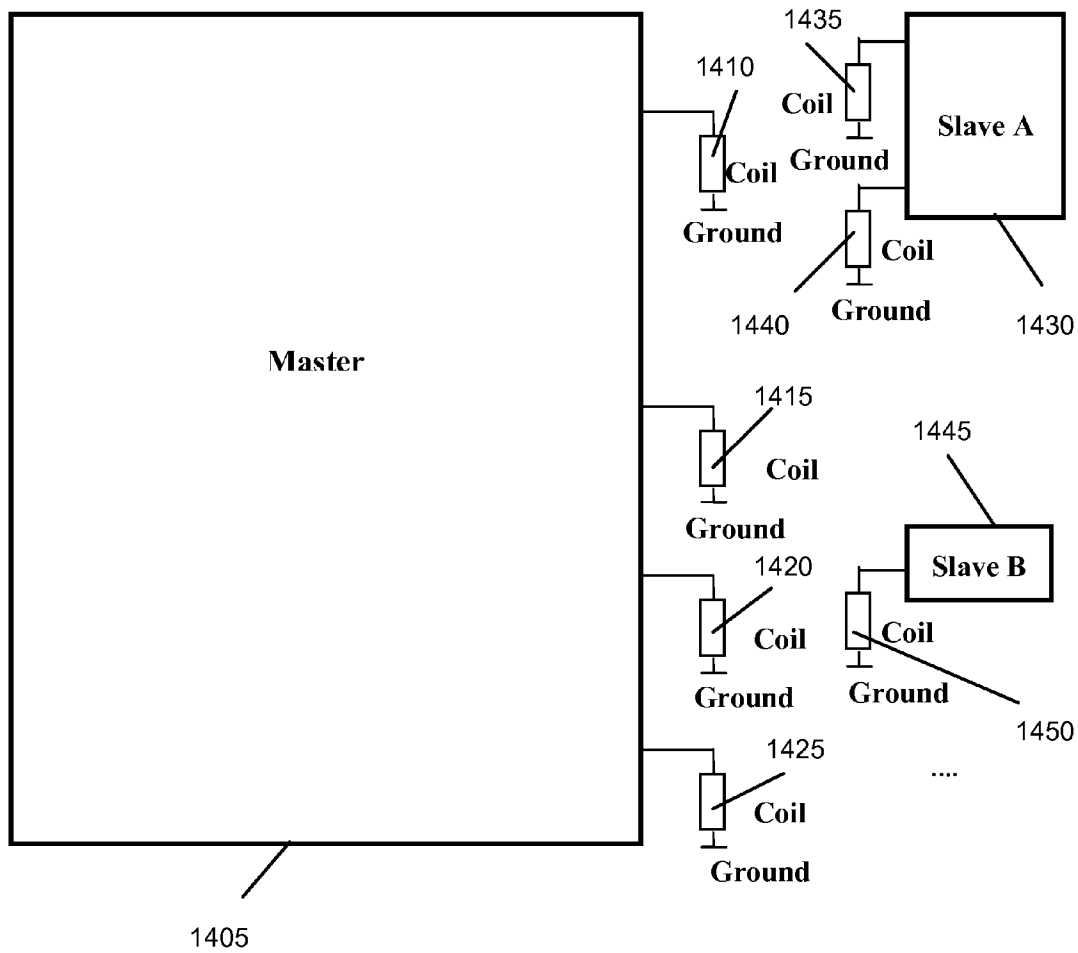 1435
1410
Coil
Slave A
Ground
Coil
Ground
Coil
1440
Ground
1430
Master
1415
1445
Coil
Ground
1420
Slave B
Coil
Coil
Ground
Ground
1450
1425
....
Coil
Ground
1405